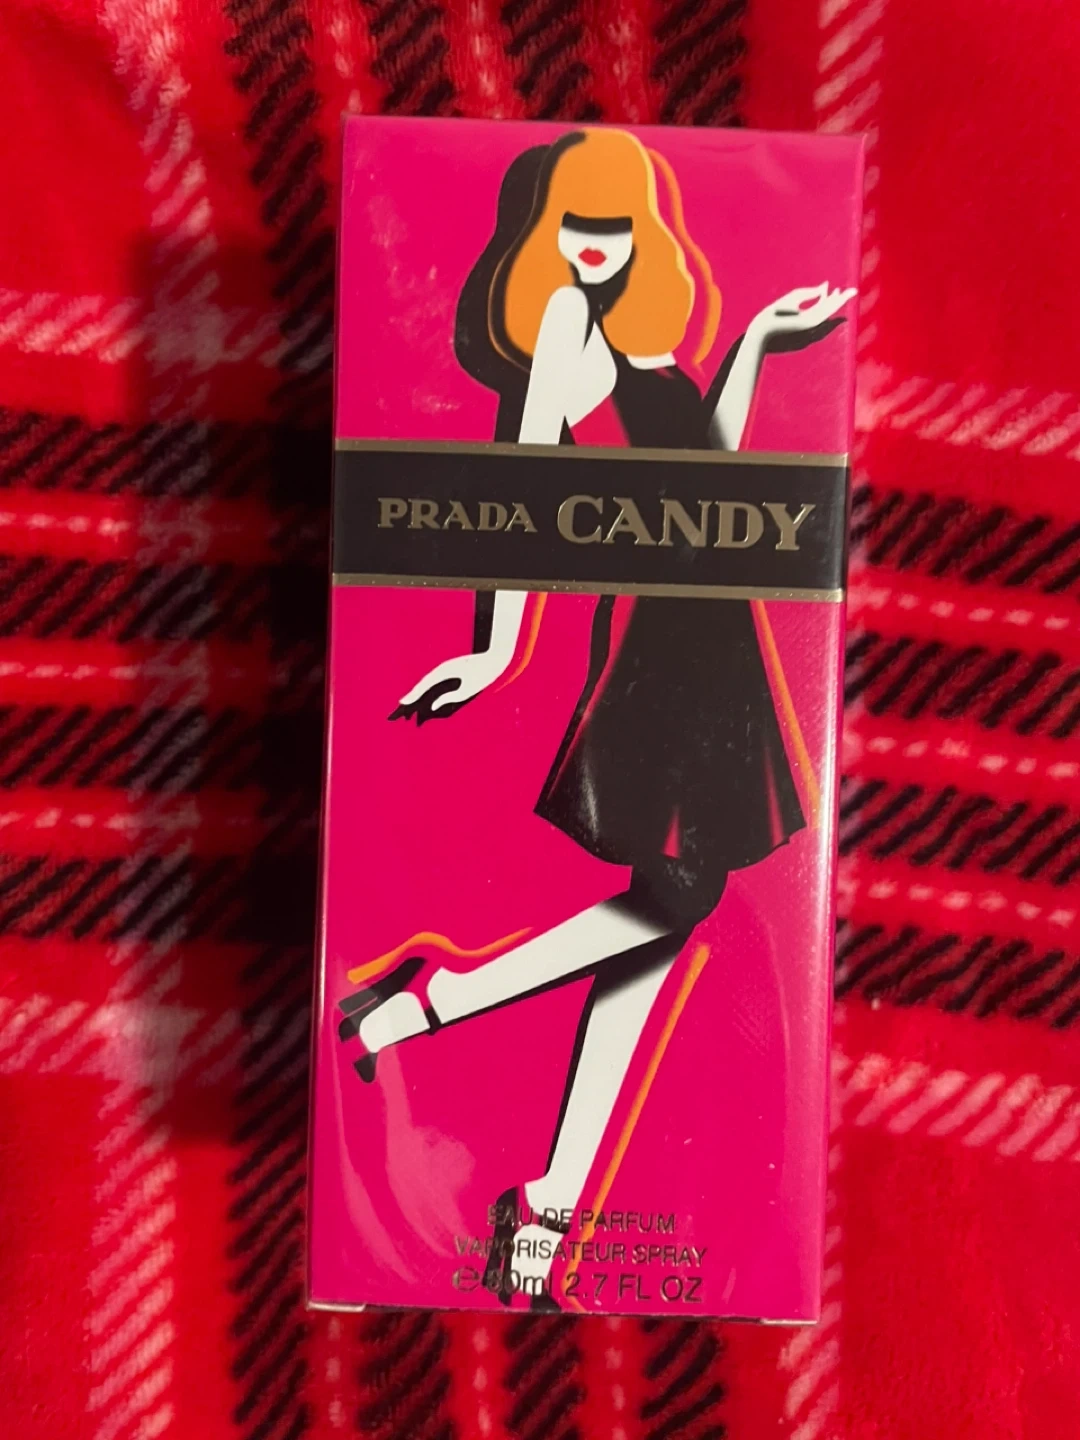 PRADA CANDY
EAU DE PARFUM
VAPORISATEUR SPRAY
℮ 80ml 2.7 FL OZ